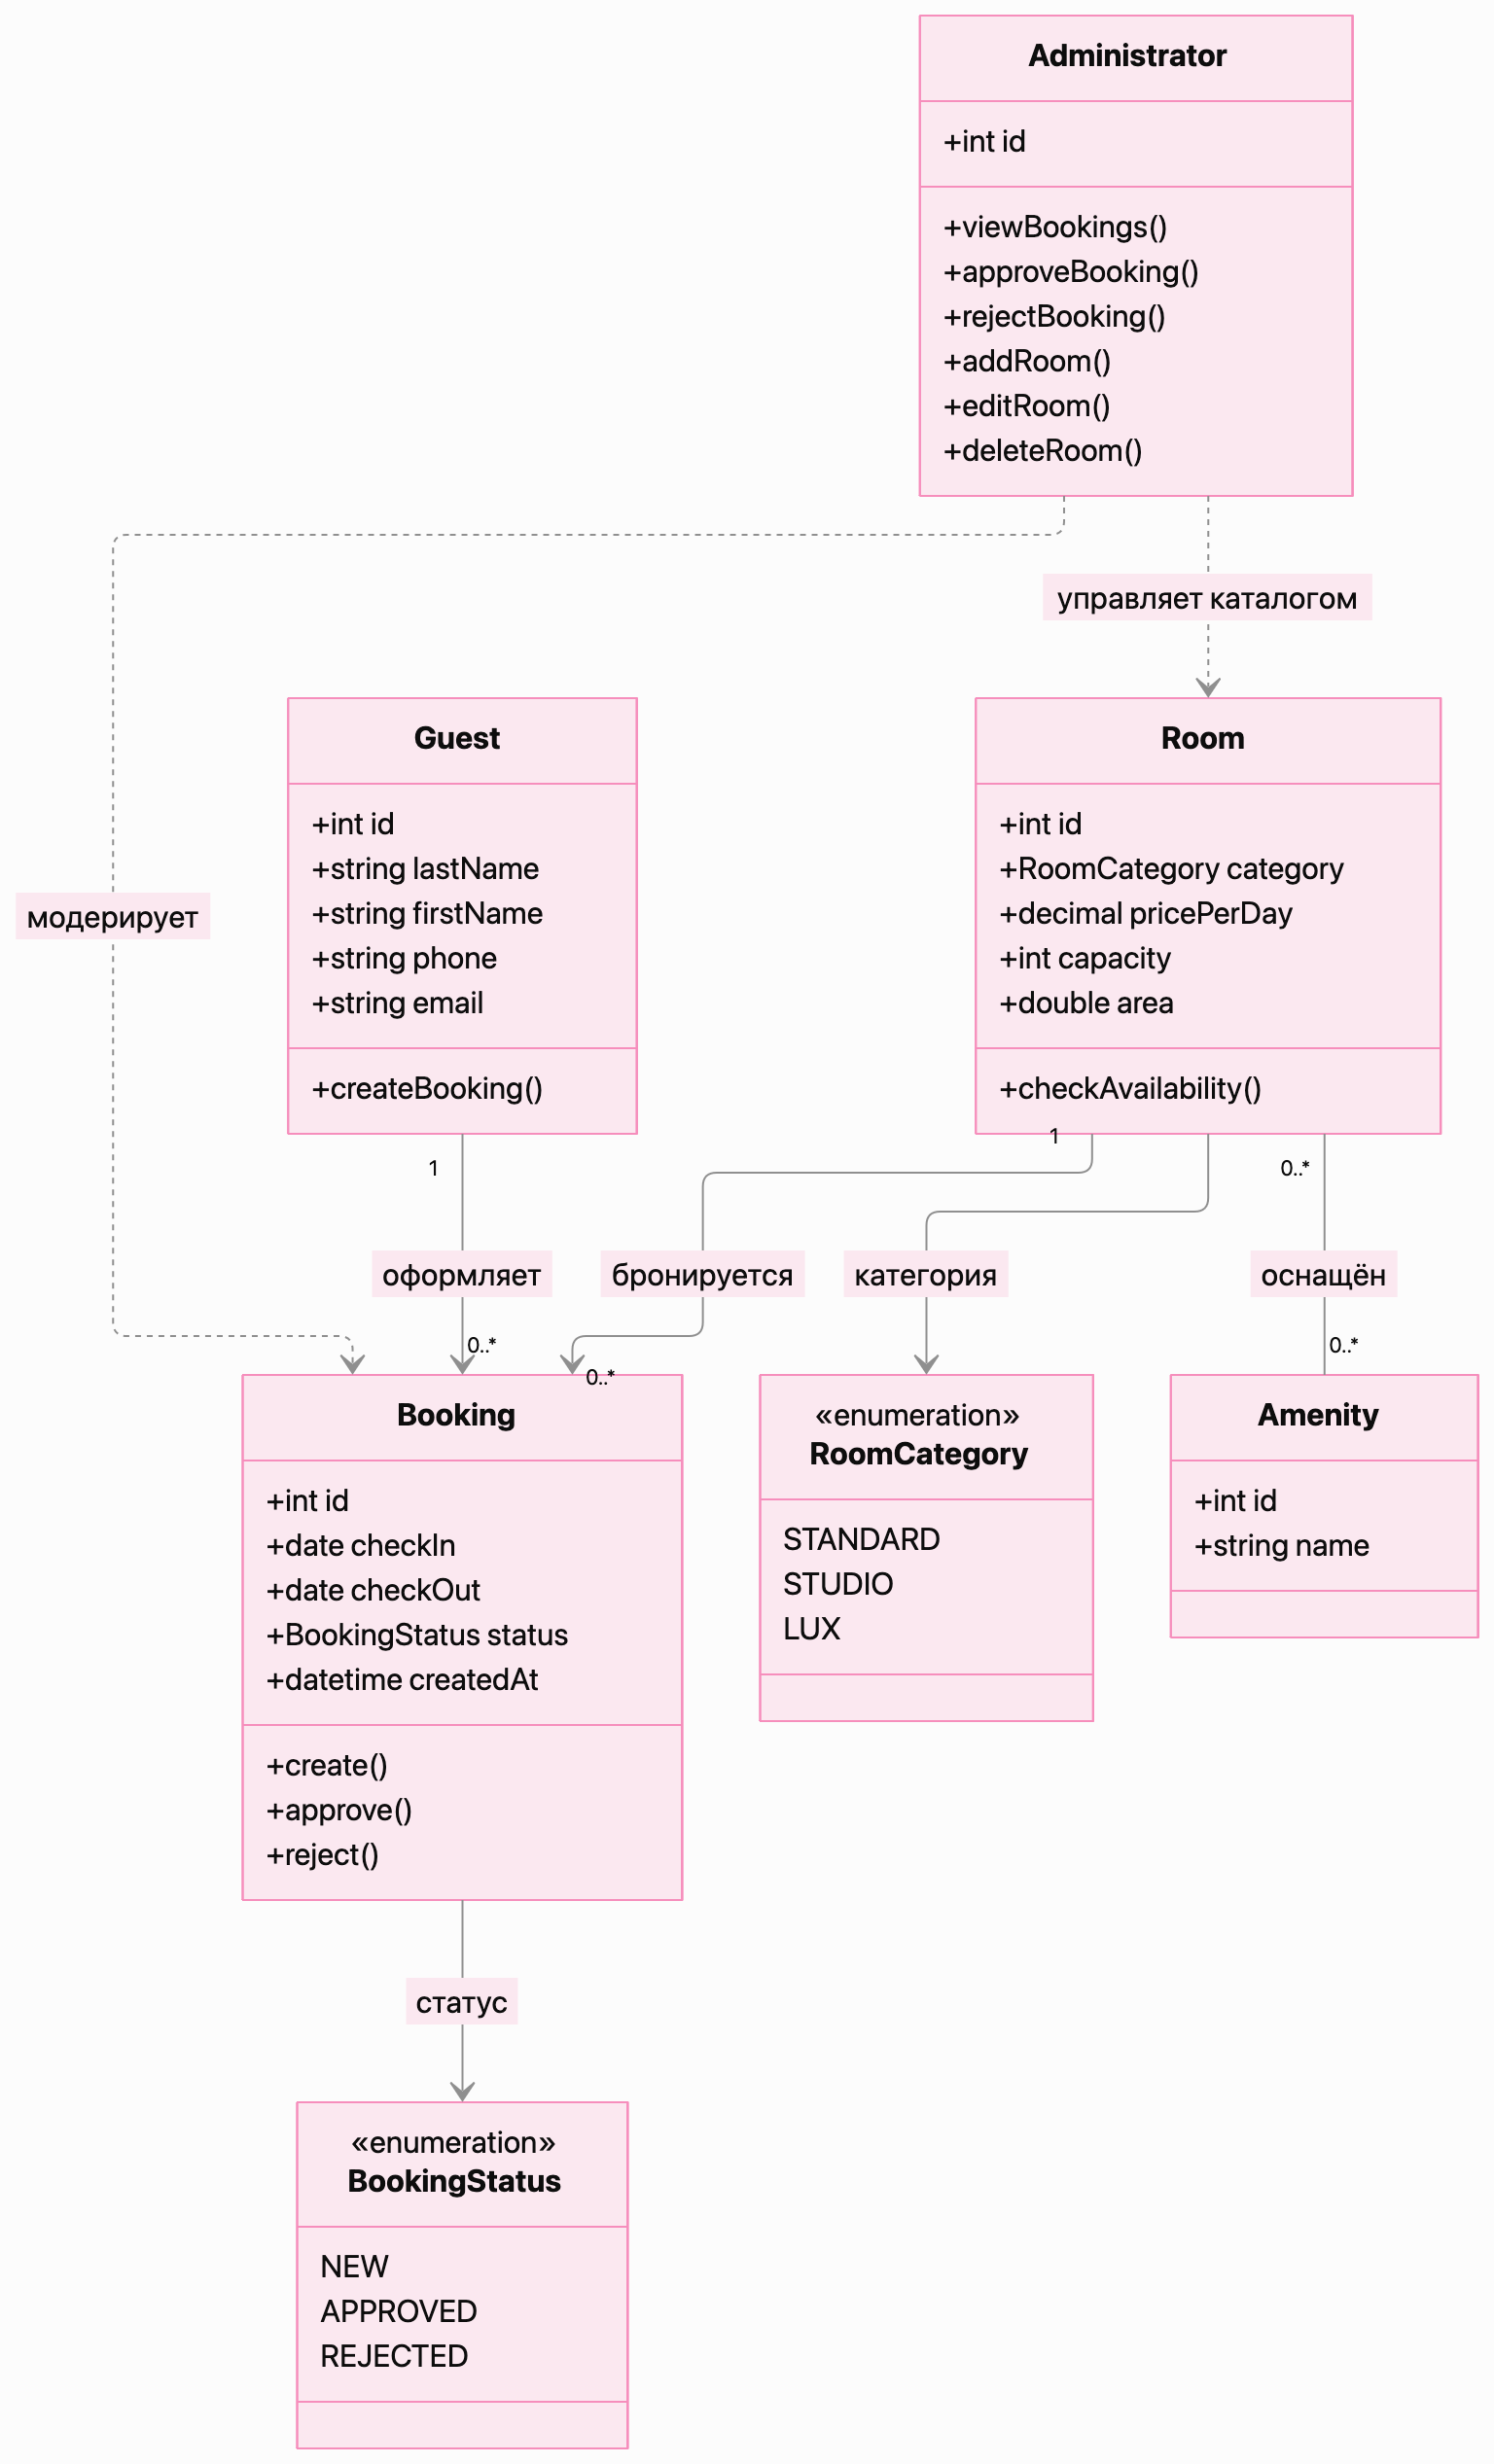 Administrator
+int id
+viewBookings()
+approveBooking()
+rejectBooking()
+addRoom()
+editRoom()
+deleteRoom()
управляет каталогом
модерирует
Guest
+int id
+string lastName
+string firstName
+string phone
+string email
+createBooking()
Room
+int id
+RoomCategory category
+decimal pricePerDay
+int capacity
+double area
+checkAvailability()
1
1
0..*
оформляет
бронируется
категория
оснащён
0..*
0..*
0..*
Booking
+int id
+date checkIn
+date checkOut
+BookingStatus status
+datetime createdAt
+create()
+approve()
+reject()
«enumeration»
RoomCategory
STANDARD
STUDIO
LUX
Amenity
+int id
+string name
статус
«enumeration»
BookingStatus
NEW
APPROVED
REJECTED